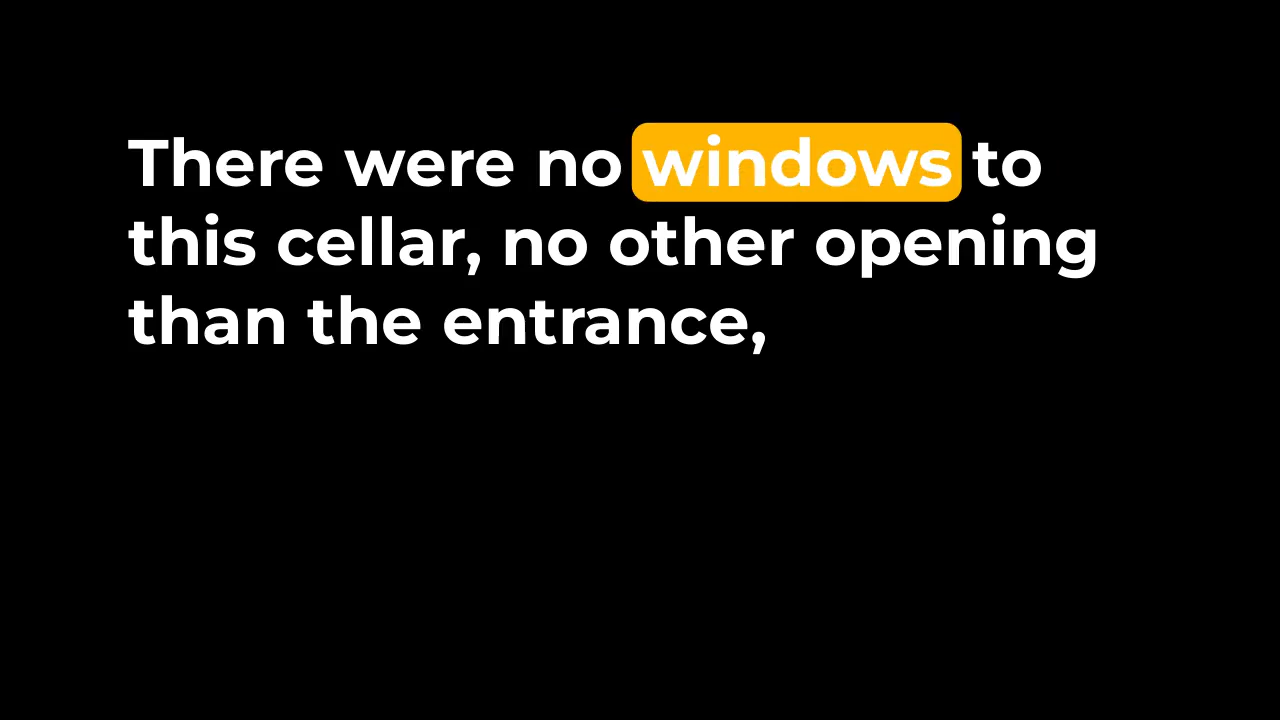 There were no windows to
this cellar, no other opening
than the entrance,